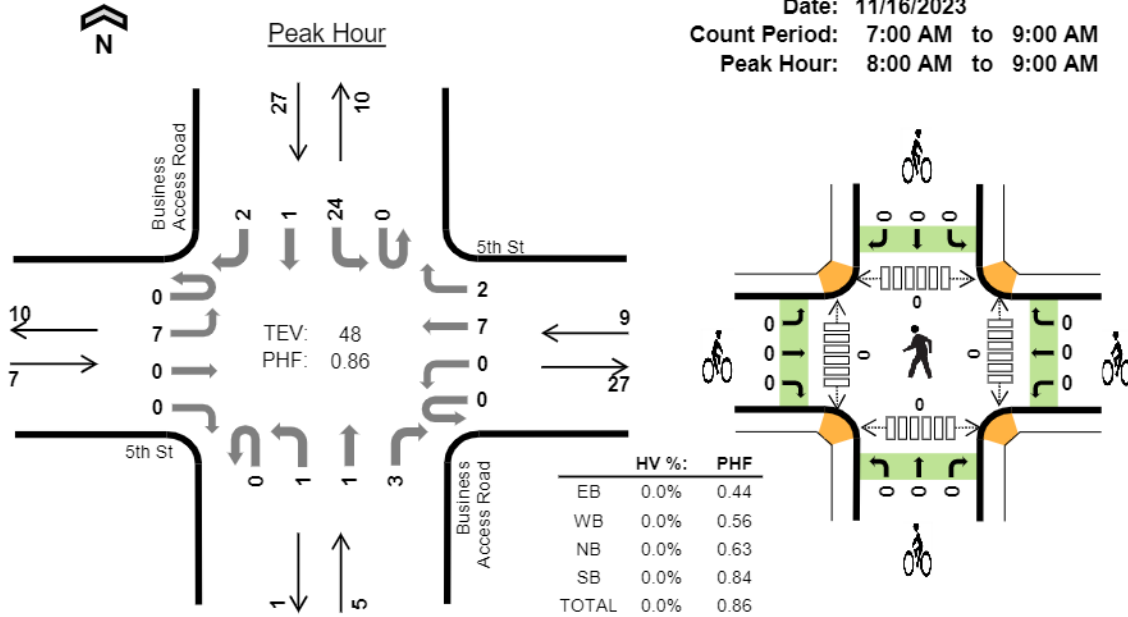 Date: 11/16/2023
Count Period: 7:00 AM to 9:00 AM
Peak Hour: 8:00 AM to 9:00 AM
N
Peak Hour
27
10
Business
Access Road
2
1
24
0
5th St
0
7
0
0
10
7
TEV: 48
PHF: 0.86
2
7
0
0
9
27
5th St
0
1
1
3
Business
Access Road
1
5
HV %: PHF
EB 0.0% 0.44
WB 0.0% 0.56
NB 0.0% 0.63
SB 0.0% 0.84
TOTAL 0.0% 0.86
0 0 0
0
0
0
0
0
0
0
0
0
0
0
0 0 0